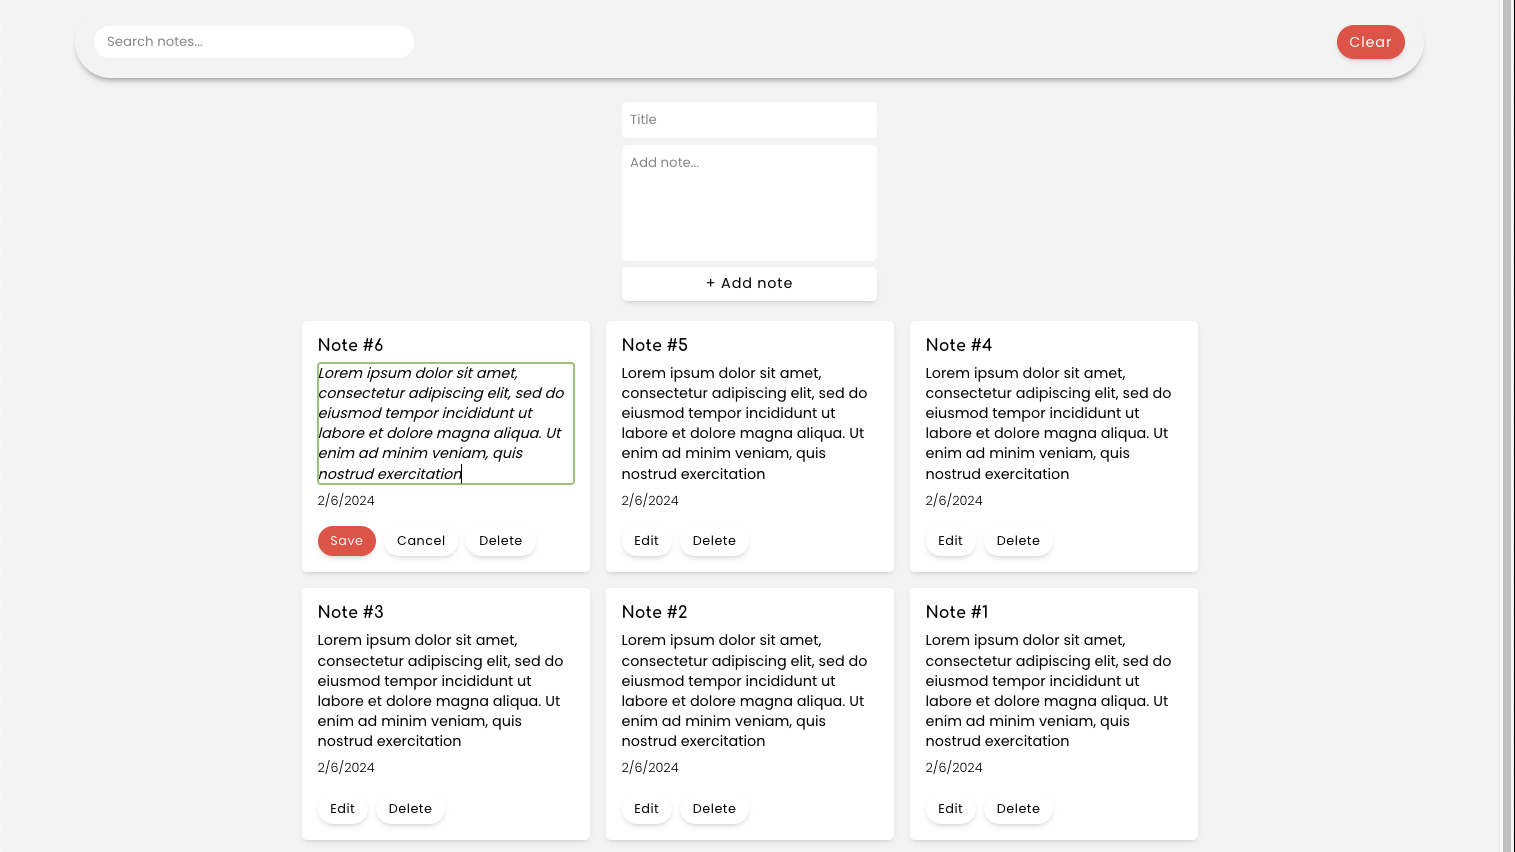 Search notes...
Clear
Title
Add note...
+ Add note
Note #6
Lorem ipsum dolor sit amet,
consectetur adipiscing elit, sed do
eiusmod tempor incididunt ut
labore et dolore magna aliqua. Ut
enim ad minim veniam, quis
nostrud exercitation
2/6/2024
Save Cancel Delete
Note #5
Lorem ipsum dolor sit amet,
consectetur adipiscing elit, sed do
eiusmod tempor incididunt ut
labore et dolore magna aliqua. Ut
enim ad minim veniam, quis
nostrud exercitation
2/6/2024
Edit Delete
Note #4
Lorem ipsum dolor sit amet,
consectetur adipiscing elit, sed do
eiusmod tempor incididunt ut
labore et dolore magna aliqua. Ut
enim ad minim veniam, quis
nostrud exercitation
2/6/2024
Edit Delete
Note #3
Lorem ipsum dolor sit amet,
consectetur adipiscing elit, sed do
eiusmod tempor incididunt ut
labore et dolore magna aliqua. Ut
enim ad minim veniam, quis
nostrud exercitation
2/6/2024
Edit Delete
Note #2
Lorem ipsum dolor sit amet,
consectetur adipiscing elit, sed do
eiusmod tempor incididunt ut
labore et dolore magna aliqua. Ut
enim ad minim veniam, quis
nostrud exercitation
2/6/2024
Edit Delete
Note #1
Lorem ipsum dolor sit amet,
consectetur adipiscing elit, sed do
eiusmod tempor incididunt ut
labore et dolore magna aliqua. Ut
enim ad minim veniam, quis
nostrud exercitation
2/6/2024
Edit Delete